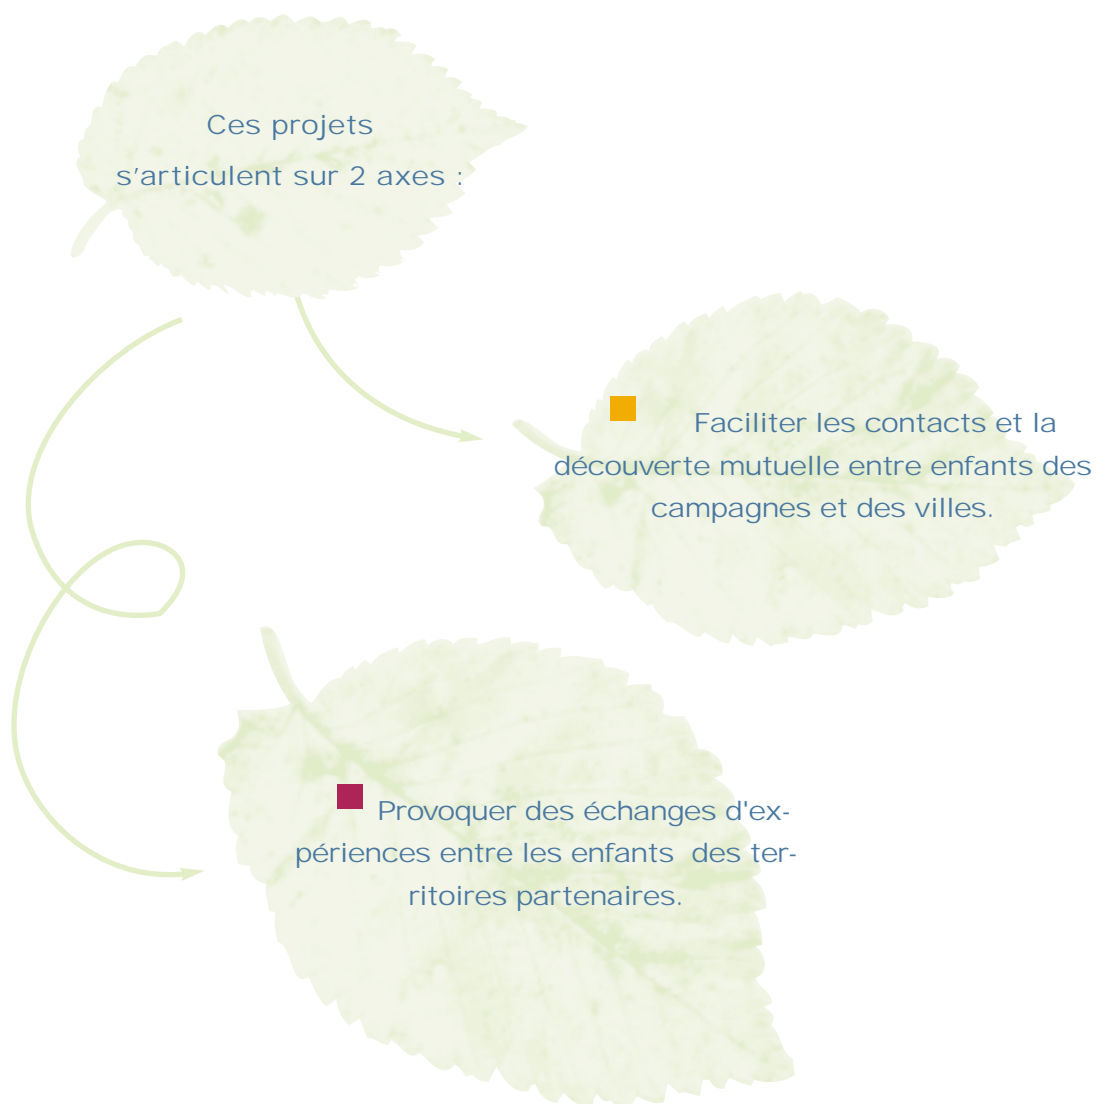 Ces projets
s'articulent sur 2 axes :
Faciliter les contacts et la
découverte mutuelle entre enfants des
campagnes et des villes.
Provoquer des échanges d'ex-
périences entre les enfants des ter-
ritoires partenaires.